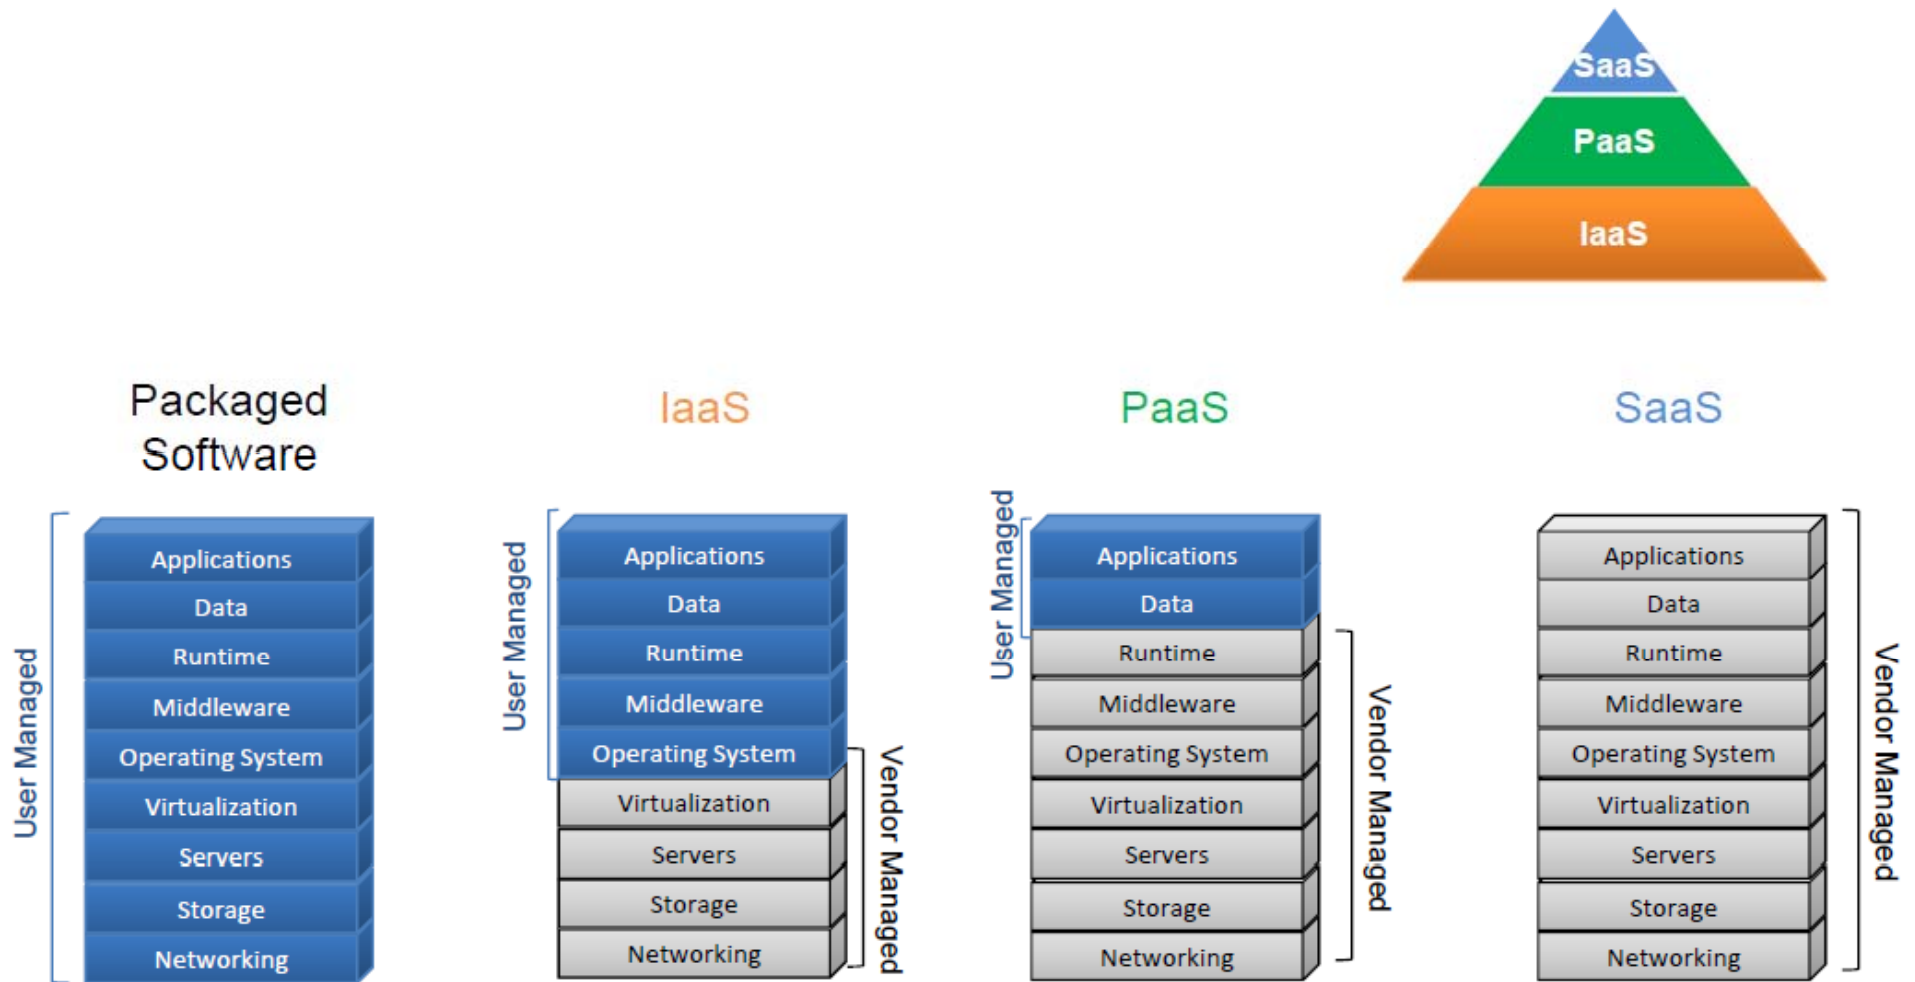 SaaS
PaaS
IaaS
Packaged
Software
IaaS
PaaS
SaaS
User Managed
Applications
Data
Runtime
Middleware
Operating System
Virtualization
Servers
Storage
Networking
User Managed
Applications
Data
Runtime
Middleware
Operating System
Virtualization
Servers
Storage
Networking
Vendor Managed
User Managed
Applications
Data
Runtime
Middleware
Operating System
Virtualization
Servers
Storage
Networking
Vendor Managed
Applications
Data
Runtime
Middleware
Operating System
Virtualization
Servers
Storage
Networking
Vendor Managed